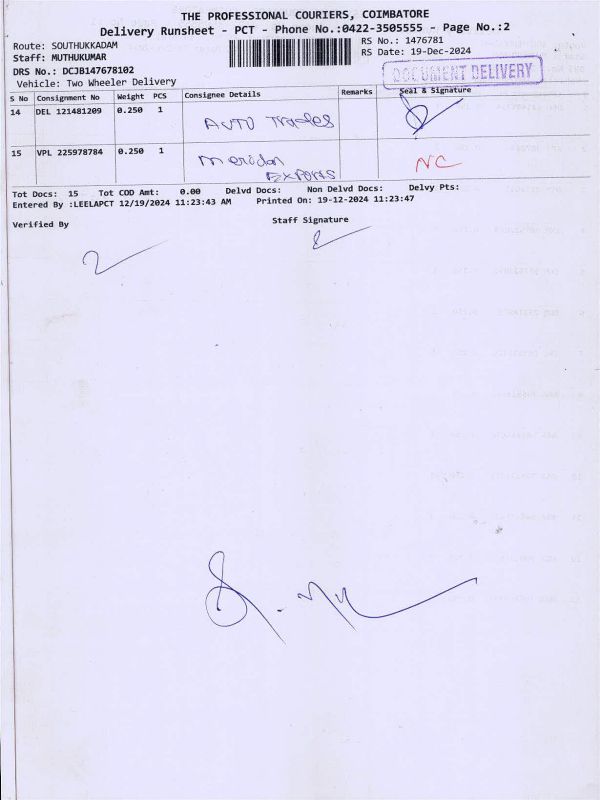 THE PROFESSIONAL COURIERS, COIMBATORE
Delivery Runsheet - PCT - Phone No.:0422-3505555 - Page No.:2
Route: SOUTHUKKADAM
RS No.: 1476781
Staff: MUTHUKUMAR
RS Date: 19-Dec-2024
DRS No.: DCJB147678102
DOCUMENT DELIVERY
Vehicle: Two Wheeler Delivery
S No Consignment No Weight PCS Consignee Details Remarks Seal & Signature
14 DEL 121481209 0.250 1 AUTO Trades
15 VPL 225978784 0.250 1 Meridan Exports NC
Tot Docs: 15 Tot COD Amt: 0.00 Delvd Docs: Non Delvd Docs: Delvy Pts:
Entered By :LEELAPCT 12/19/2024 11:23:43 AM Printed On: 19-12-2024 11:23:47
Verified By Staff Signature